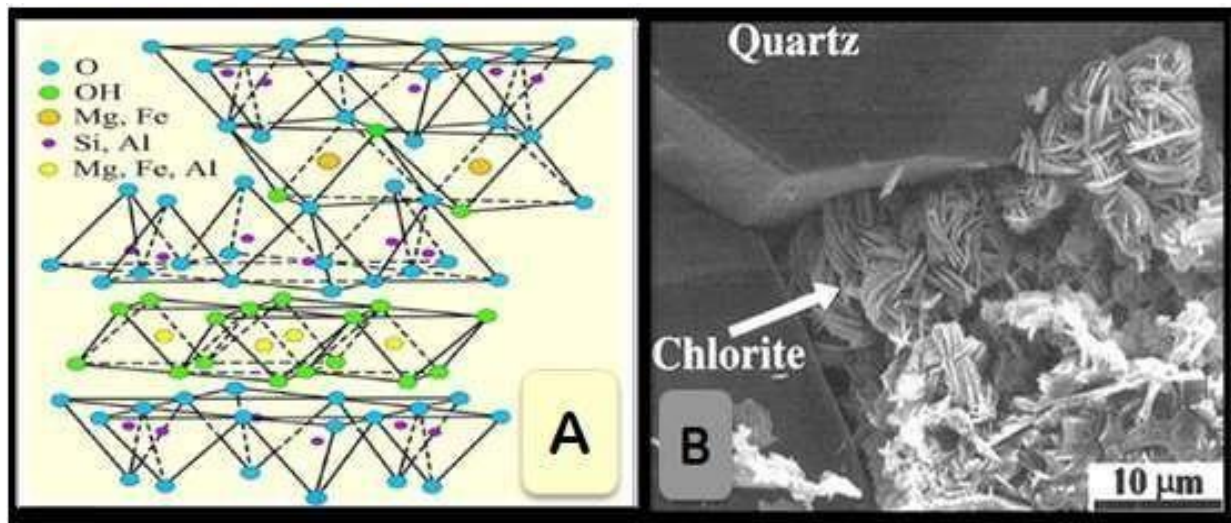 O
OH
Mg, Fe
Si, Al
Mg, Fe, Al
A
Quartz
Chlorite
B
10 μm